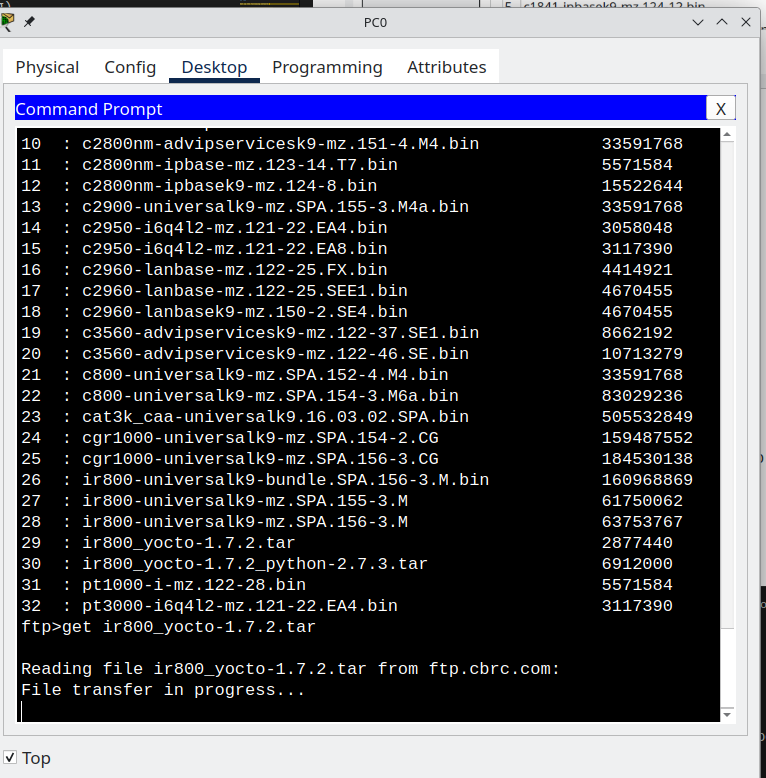 5 c1841-ipbasek9-mz.124-12.bin
PC0
Physical Config Desktop Programming Attributes
Command Prompt X
10 : c2800nm-advipservicesk9-mz.151-4.M4.bin 33591768
11 : c2800nm-ipbase-mz.123-14.T7.bin 5571584
12 : c2800nm-ipbasek9-mz.124-8.bin 15522644
13 : c2900-universalk9-mz.SPA.155-3.M4a.bin 33591768
14 : c2950-i6q4l2-mz.121-22.EA4.bin 3058048
15 : c2950-i6q4l2-mz.121-22.EA8.bin 3117390
16 : c2960-lanbase-mz.122-25.FX.bin 4414921
17 : c2960-lanbase-mz.122-25.SEE1.bin 4670455
18 : c2960-lanbasek9-mz.150-2.SE4.bin 4670455
19 : c3560-advipservicesk9-mz.122-37.SE1.bin 8662192
20 : c3560-advipservicesk9-mz.122-46.SE.bin 10713279
21 : c800-universalk9-mz.SPA.152-4.M4.bin 33591768
22 : c800-universalk9-mz.SPA.154-3.M6a.bin 83029236
23 : cat3k_caa-universalk9.16.03.02.SPA.bin 505532849
24 : cgr1000-universalk9-mz.SPA.154-2.CG 159487552
25 : cgr1000-universalk9-mz.SPA.156-3.CG 184530138
26 : ir800-universalk9-bundle.SPA.156-3.M.bin 160968869
27 : ir800-universalk9-mz.SPA.155-3.M 61750062
28 : ir800-universalk9-mz.SPA.156-3.M 63753767
29 : ir800_yocto-1.7.2.tar 2877440
30 : ir800_yocto-1.7.2_python-2.7.3.tar 6912000
31 : pt1000-i-mz.122-28.bin 5571584
32 : pt3000-i6q4l2-mz.121-22.EA4.bin 3117390
ftp>get ir800_yocto-1.7.2.tar
Reading file ir800_yocto-1.7.2.tar from ftp.cbrc.com:
File transfer in progress...
Top